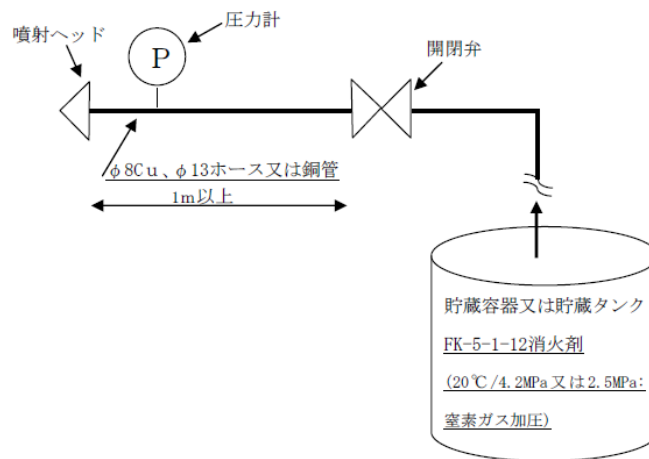 圧力計
噴射ヘッド
P
開閉弁
φ8Cu、φ13ホース又は銅管
1m以上
貯蔵容器又は貯蔵タンク
FK-5-1-12消火剤
(20℃/4.2MPa又は2.5MPa:
窒素ガス加圧)